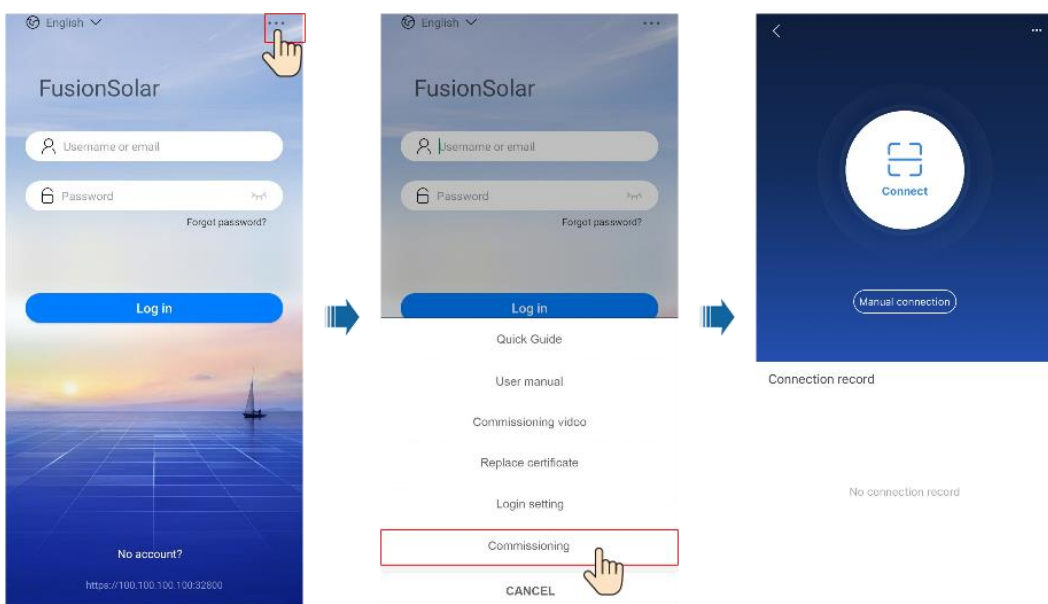 English
...
FusionSolar
Username or email
Password
Forgot password?
Log in
No account?
https://100.100.100.100:32800
English
...
FusionSolar
Username or email
Password
Forgot password?
Log in
Quick Guide
User manual
Commissioning video
Replace certificate
Login setting
Commissioning
CANCEL
...
Connect
Manual connection
Connection record
No connection record